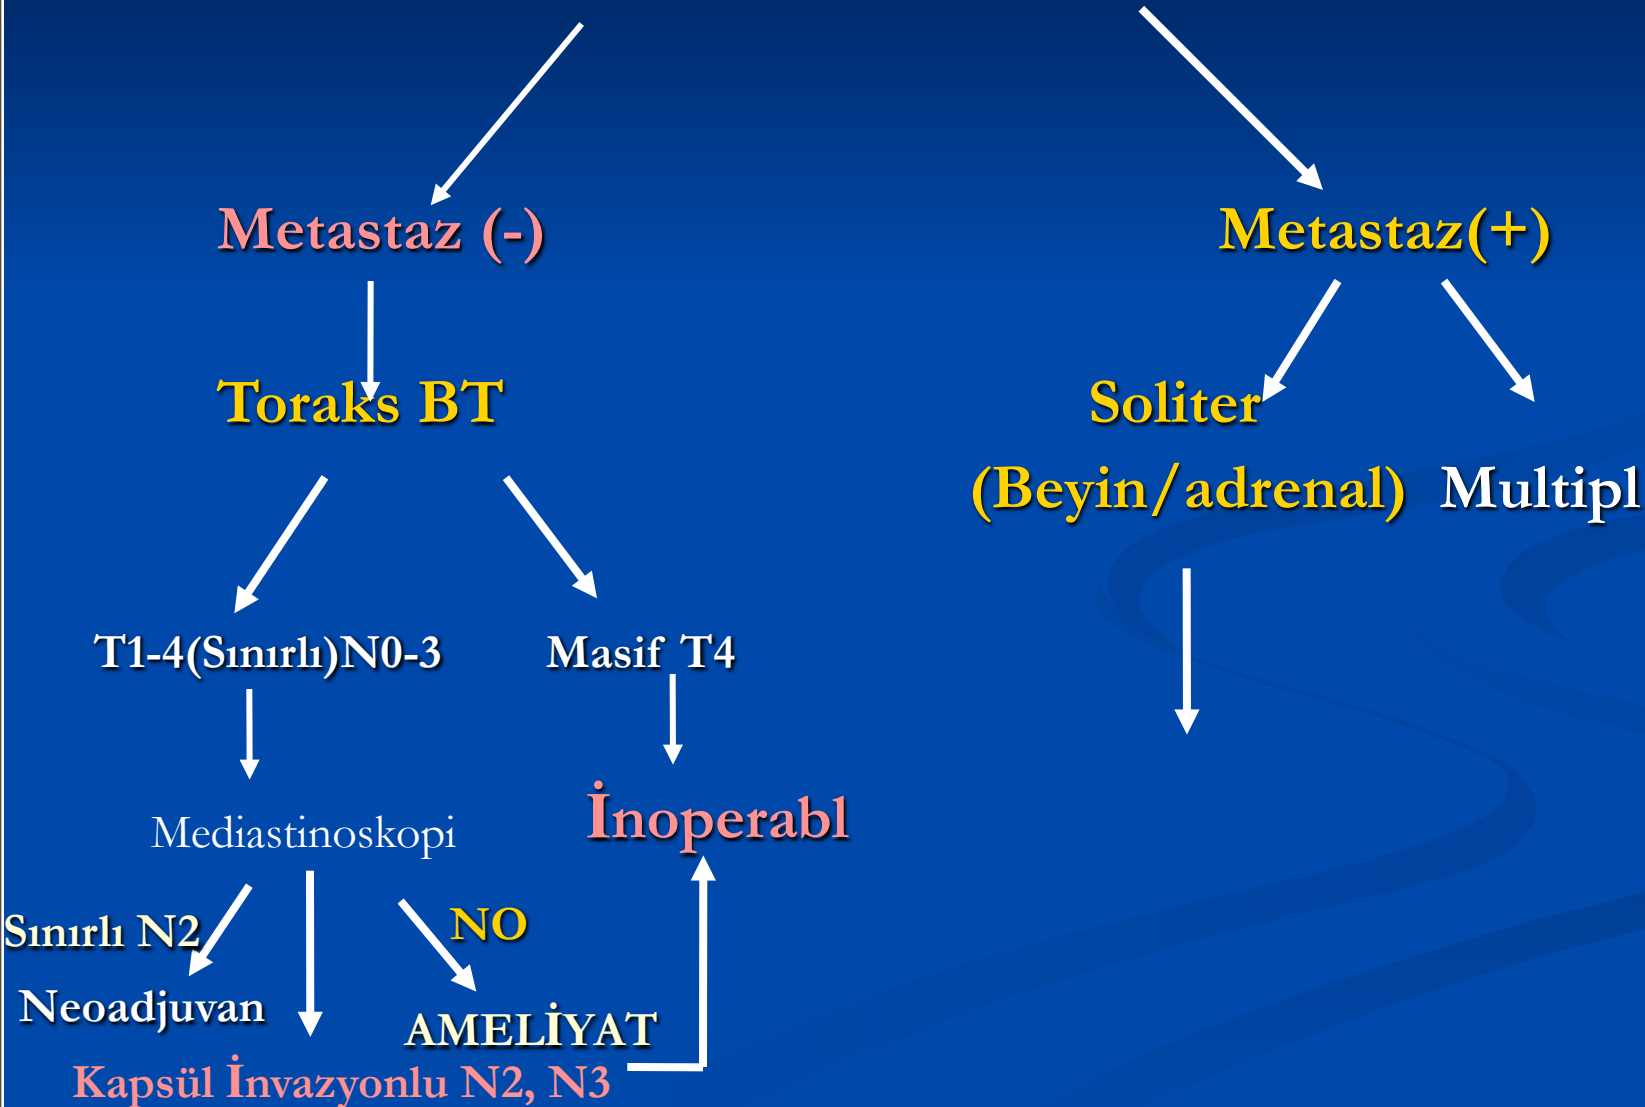 Metastaz (-)
Metastaz(+)
Toraks BT
Soliter
(Beyin/adrenal)
Multipl
T1-4(Sınırlı)N0-3
Masif T4
Mediastinoskopi
İnoperabl
Sınırlı N2
NO
Neoadjuvan
AMELİYAT
Kapsül İnvazyonlu N2, N3